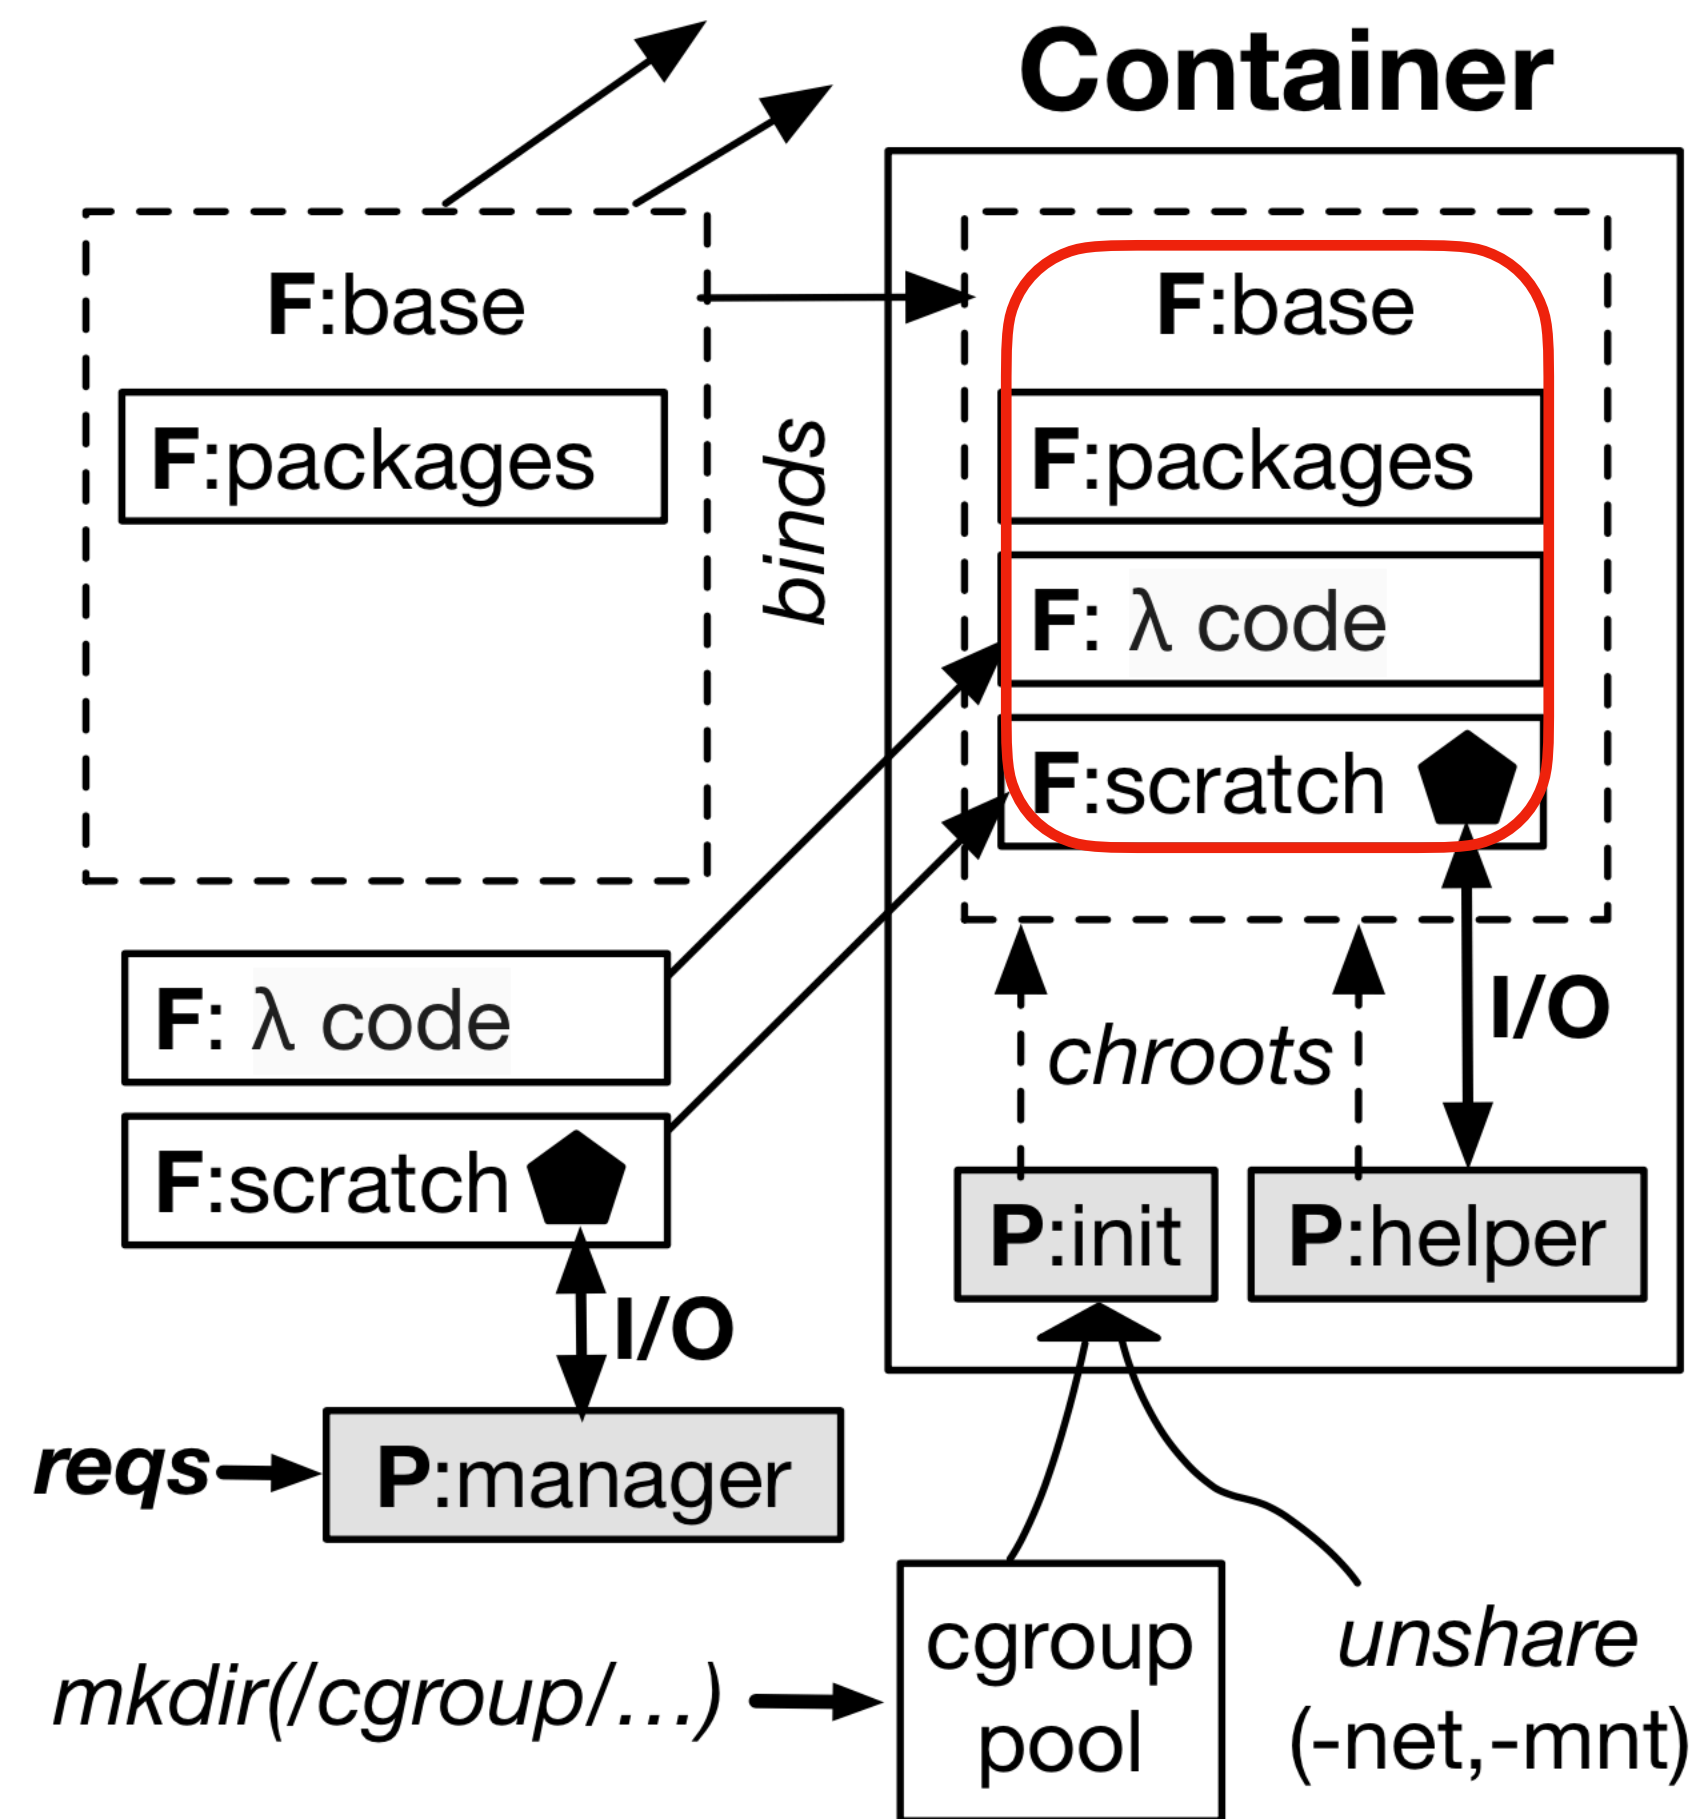 Container
F:base
F:packages
binds
F:base
F:packages
F: λ code
F:scratch
F: λ code
F:scratch
I/O
chroots
I/O
P:init
P:helper
reqs
P:manager
mkdir(/cgroup/...)
cgroup
pool
unshare
(-net,-mnt)